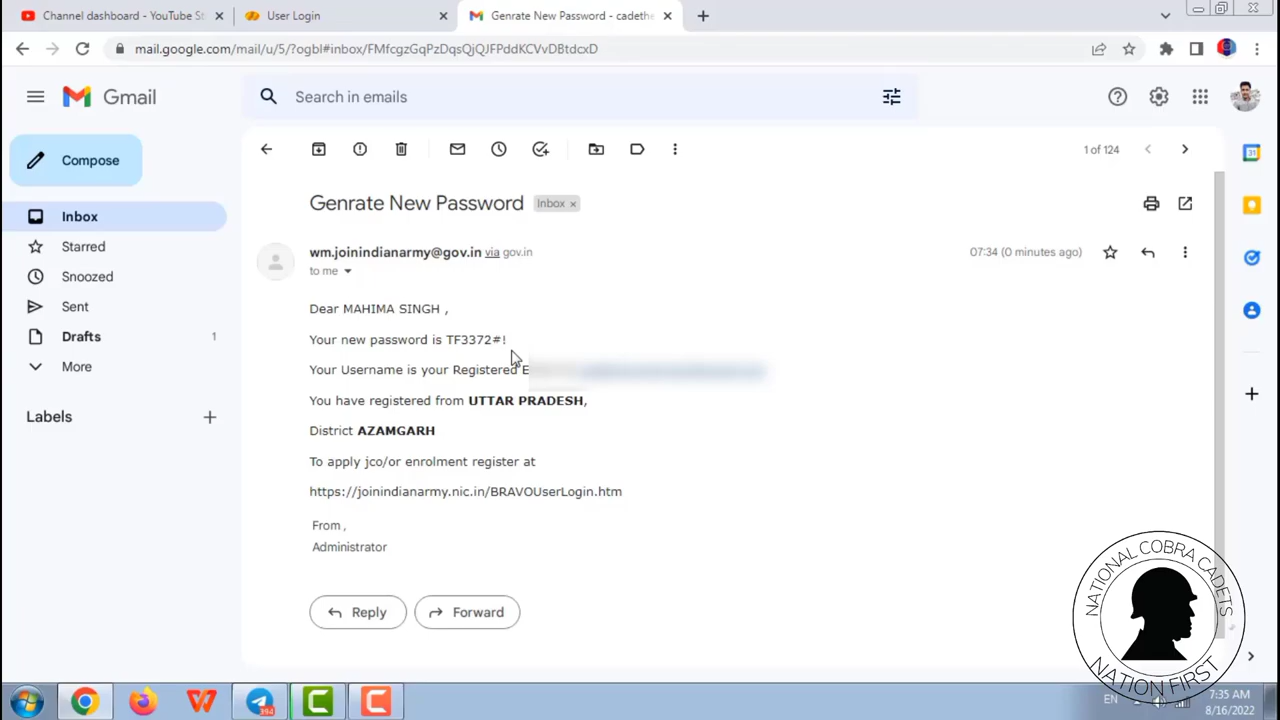 Channel dashboard - YouTube St
User Login
Genrate New Password - cadethe
mail.google.com/mail/u/5/?ogbl#inbox/FMfcgzGqPzDqsQjQJFPddKCVvDBtdcxD
Gmail
Search in emails
Compose
1 of 124
Inbox
Starred
Snoozed
Sent
Drafts 1
More
Labels
Genrate New Password Inbox ×
wm.joinindianarmy@gov.in via gov.in 07:34 (0 minutes ago)
to me
Dear MAHIMA SINGH ,
Your new password is TF3372#!
Your Username is your Registered
You have registered from UTTAR PRADESH,
District AZAMGARH
To apply jco/or enrolment register at
https://joinindianarmy.nic.in/BRAVOUserLogin.htm
From ,
Administrator
Reply
Forward
31
NATIONAL COBRA CADETS
NATION FIRST
394
EN
7:35 AM
8/16/2022